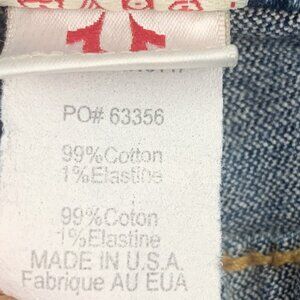 PO# 63356
99%Cotton
1%Elastine
99%Coton
1%Elastine
MADE IN U.S.A.
Fabrique AU EUA